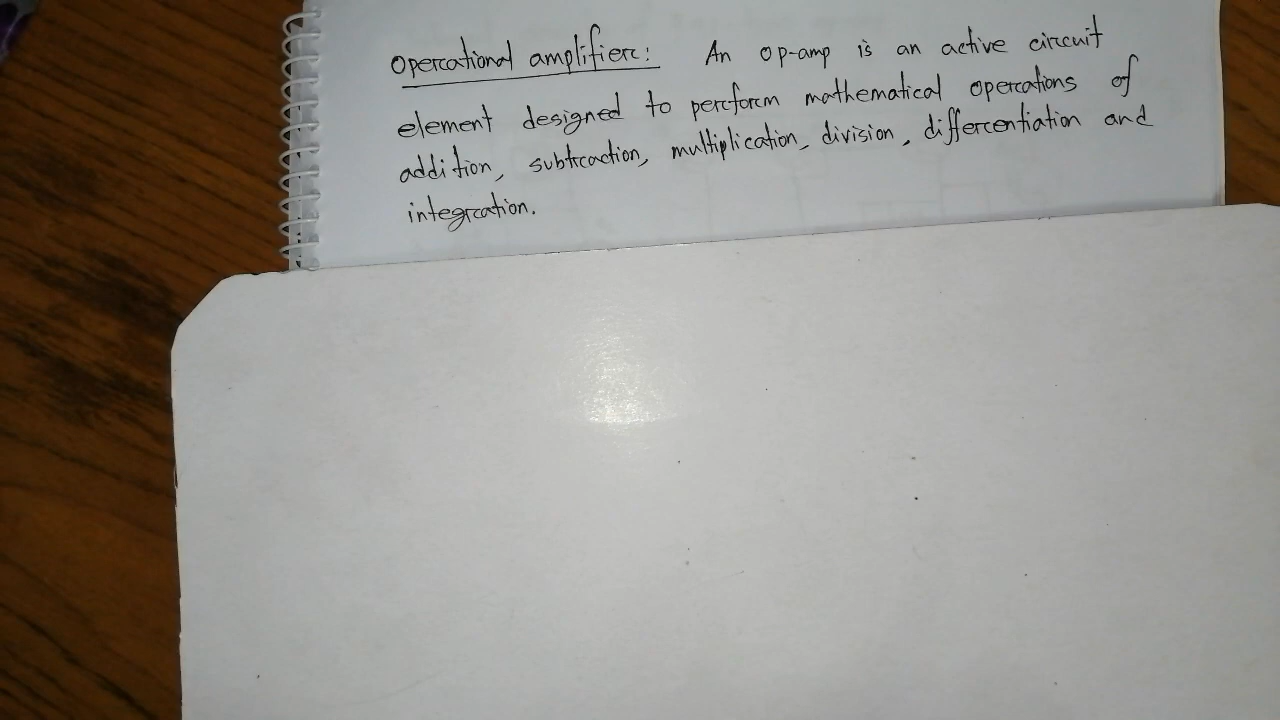 Operational amplifier: An op-amp is an active circuit
element designed to perform mathematical operations of
addition, subtraction, multiplication, division, differentiation and
integration.